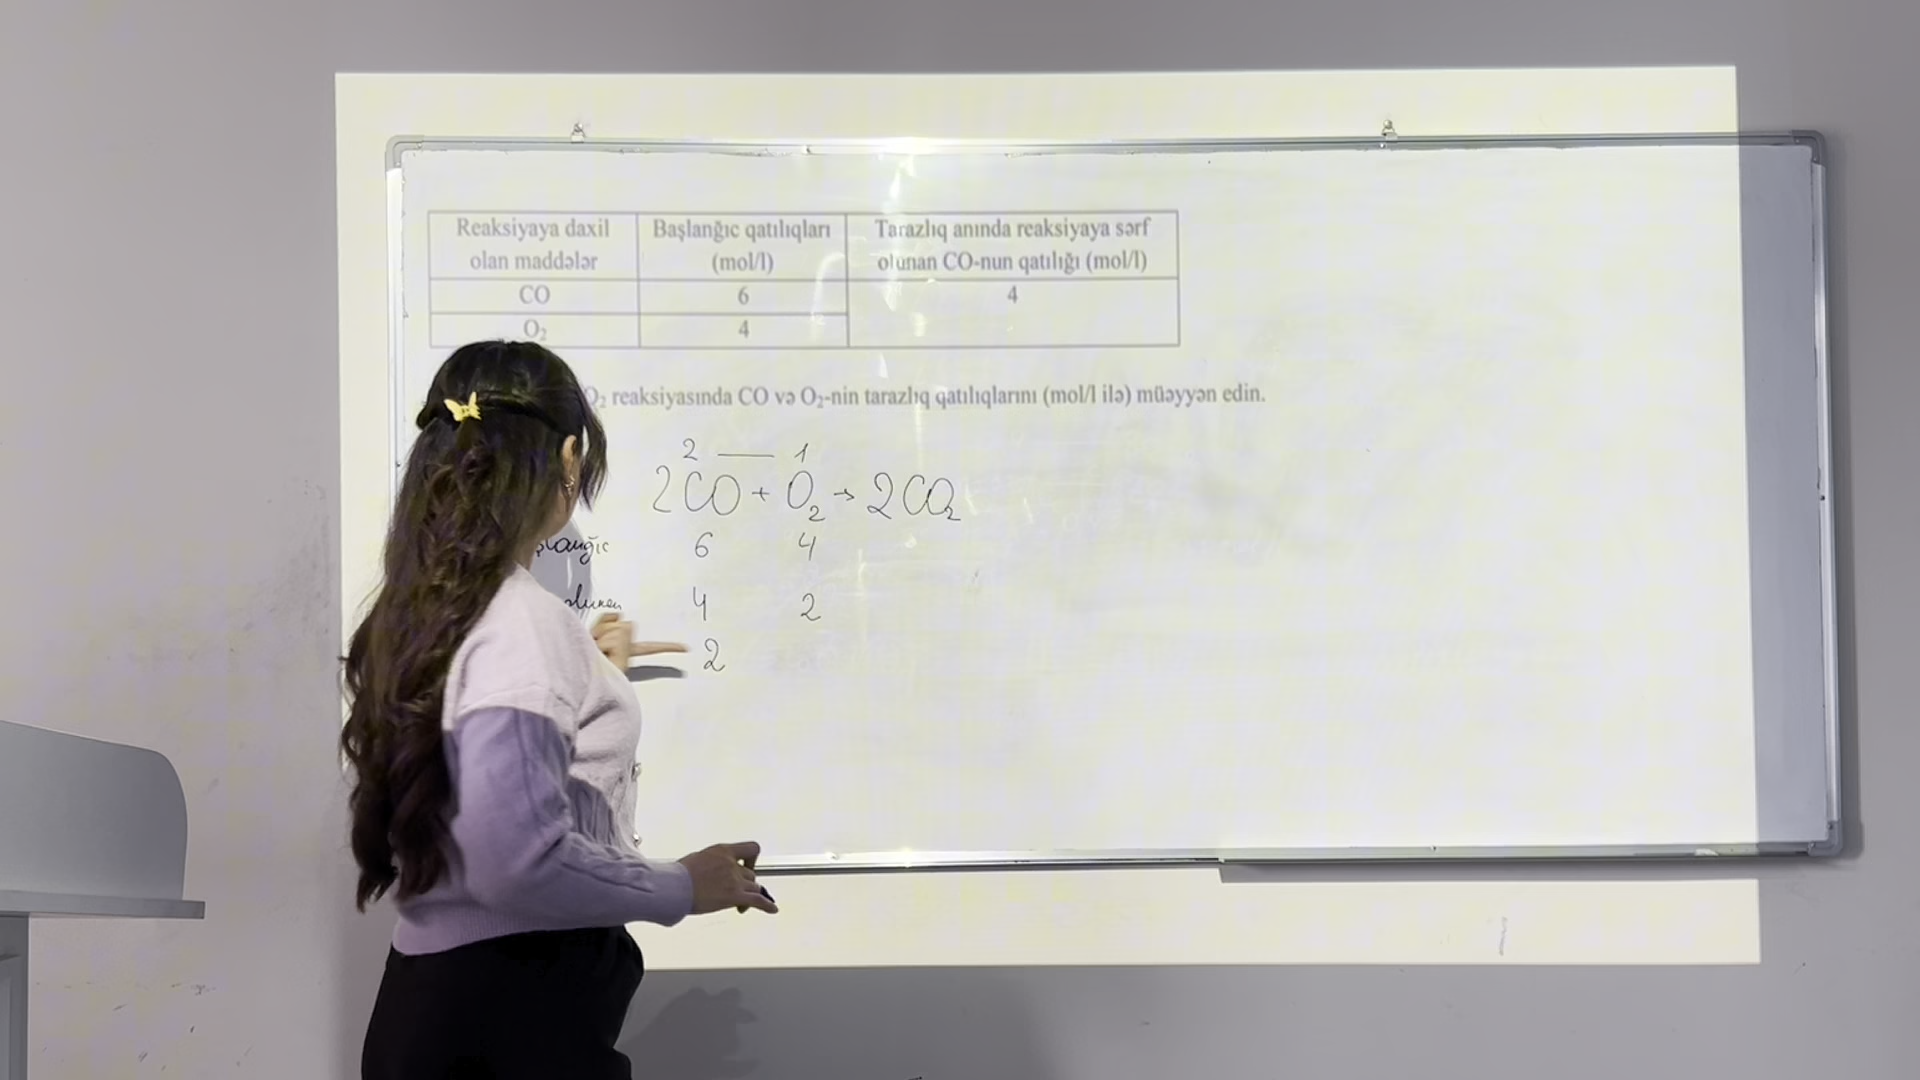 Reaksiyaya daxil olan maddələr
Başlanğıc qatılıqları (mol/l)
Tarazlıq anında reaksiyaya sərf olunan CO-nun qatılığı (mol/l)
CO 6 4
O₂ 4
O₂ reaksiyasında CO və O₂-nin tarazlıq qatılıqlarını (mol/l ilə) müəyyən edin.
2 — 1
2CO + O₂ → 2CO₂
6 4
olunan 4 2
2